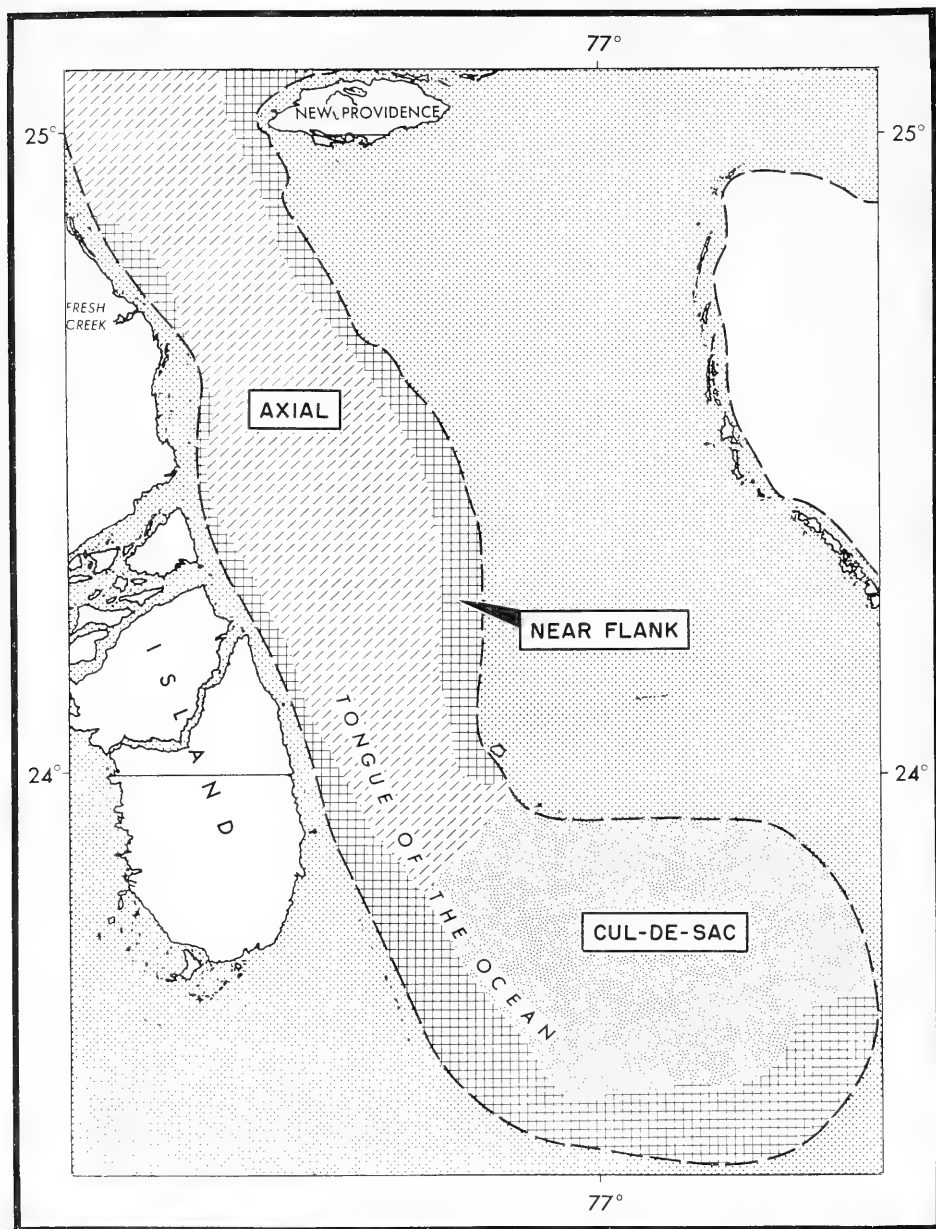 77°
NEW PROVIDENCE
25°
25°
FRESH
CREEK
AXIAL
NEAR FLANK
ISLAND
TONGUE OF THE OCEAN
24°
24°
CUL-DE-SAC
77°